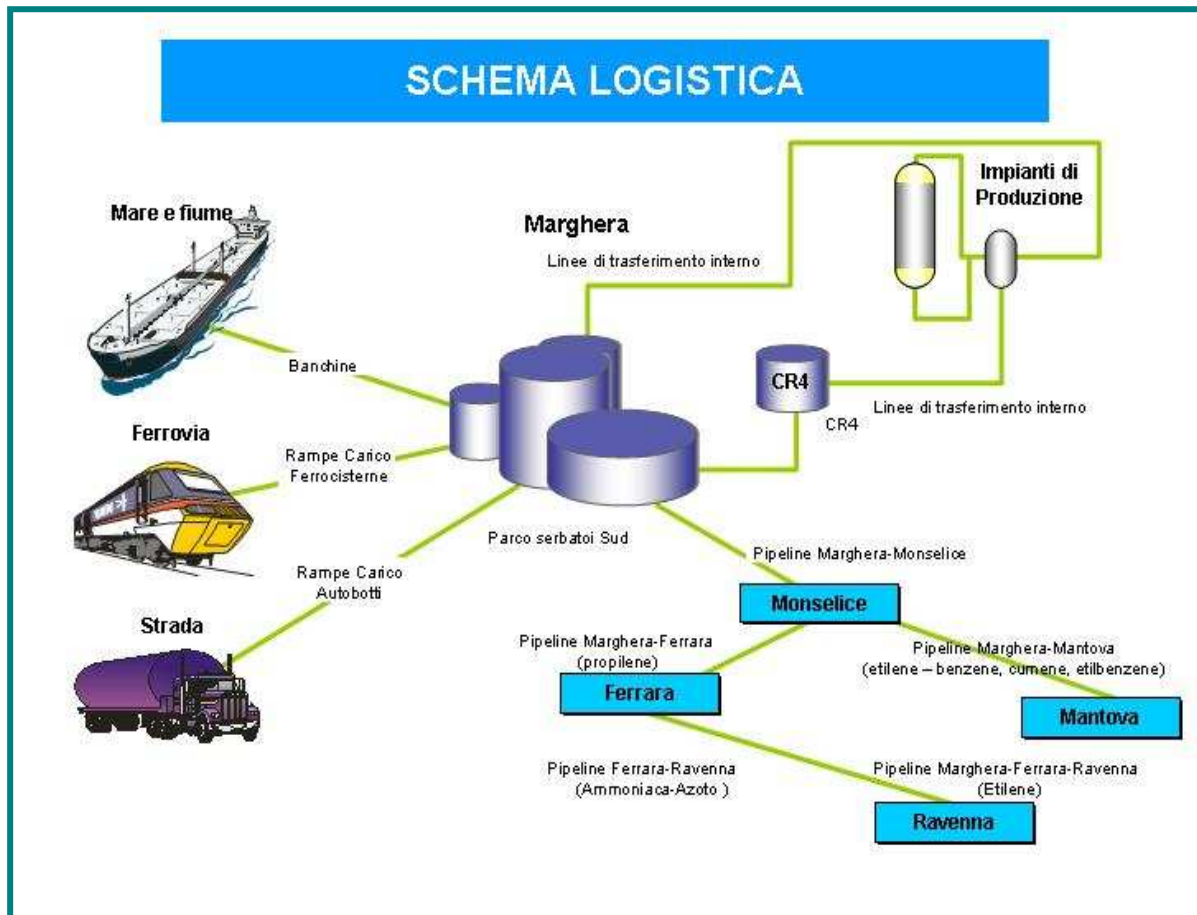 SCHEMA LOGISTICA
Mare e fiume
Marghera
Impianti di
Produzione
Linee di trasferimento interno
Banchine
CR4
Linee di trasferimento interno
CR4
Ferrovia
Rampe Carico
Ferrocisterne
Parco serbatoi Sud
Pipeline Marghera-Monselice
Rampe Carico
Autobotti
Monselice
Strada
Pipeline Marghera-Ferrara
(propilene)
Pipeline Marghera-Mantova
(etilene – benzene, cumene, etilbenzene)
Ferrara
Mantova
Pipeline Ferrara-Ravenna
(Ammoniaca-Azoto )
Pipeline Marghera-Ferrara-Ravenna
(Etilene)
Ravenna